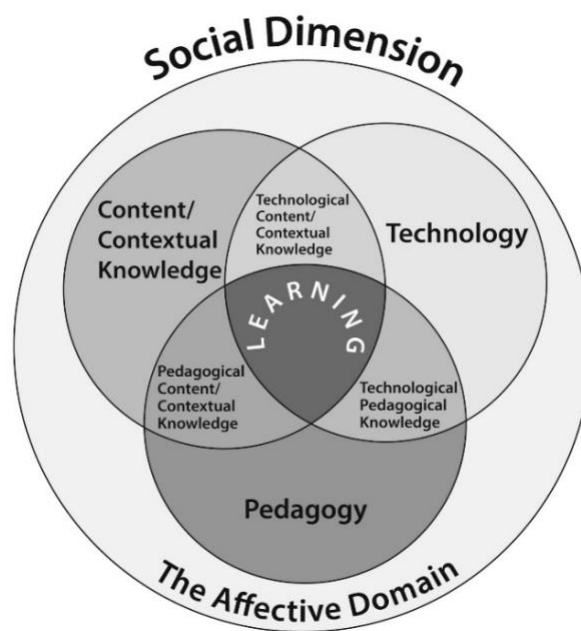 Social Dimension
Content/
Contextual
Knowledge
Technological
Content/
Contextual
Knowledge
Technology
LEARNING
Pedagogical
Content/
Contextual
Knowledge
Technological
Pedagogical
Knowledge
Pedagogy
The Affective Domain